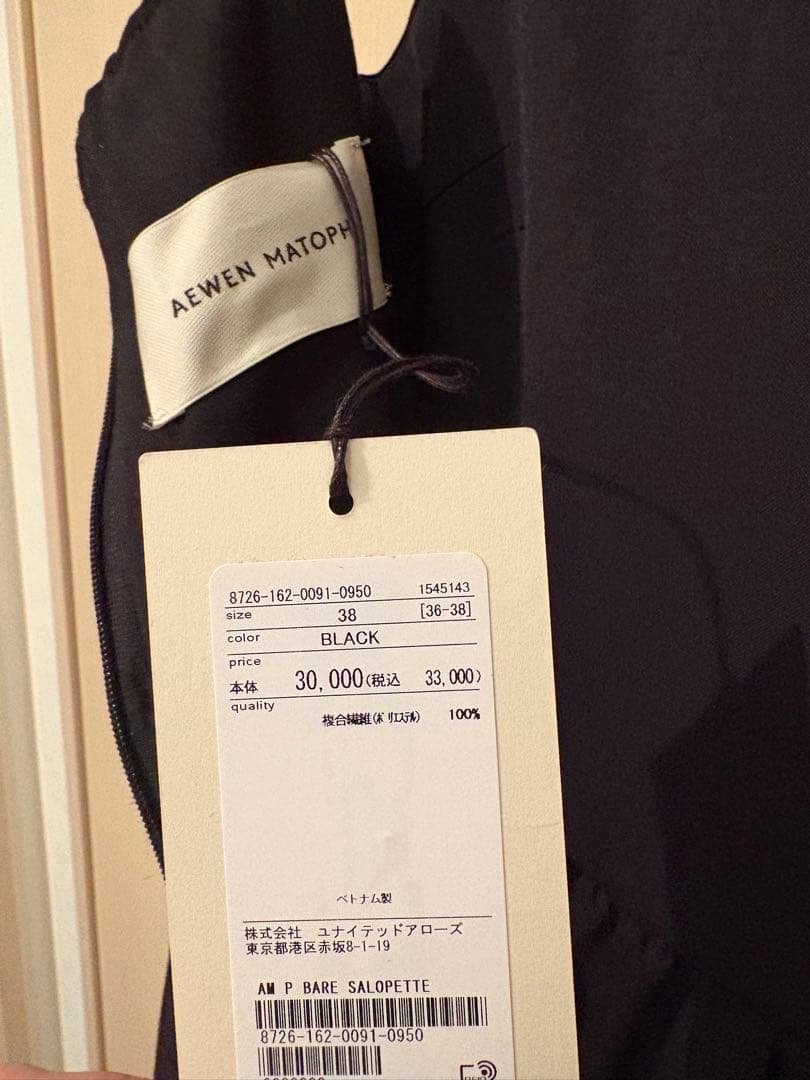 AEWEN MATOPH
8726-162-0091-0950 1545143
size 38 [36-38]
color BLACK
price
本体 30,000(税込 33,000)
quality
複合繊維(ポリエステル) 100%
ベトナム製
株式会社 ユナイテッドアローズ
東京都港区赤坂8-1-19
AM P BARE SALOPETTE
8726-162-0091-0950